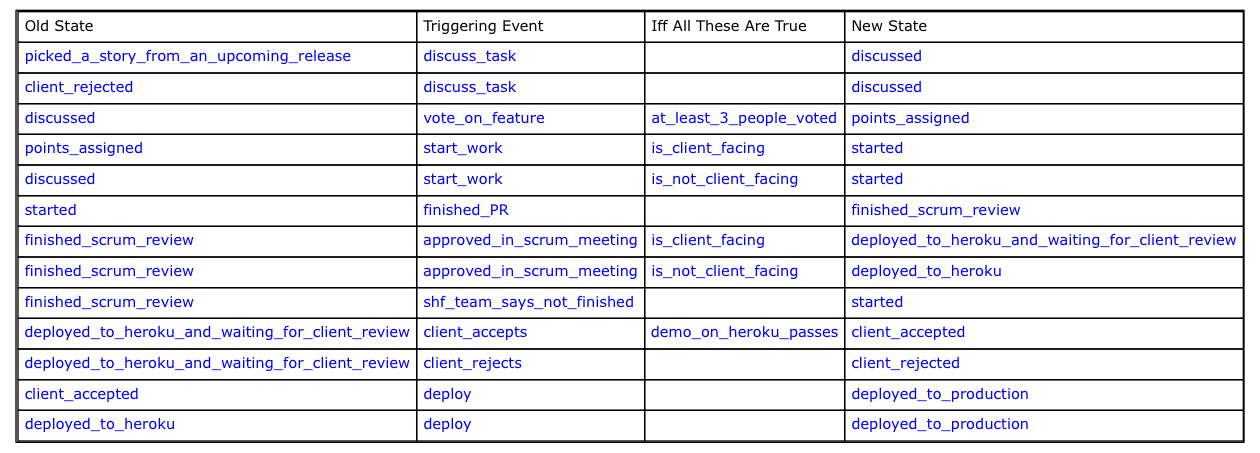 Old State Triggering Event Iff All These Are True New State
picked_a_story_from_an_upcoming_release discuss_task discussed
client_rejected discuss_task discussed
discussed vote_on_feature at_least_3_people_voted points_assigned
points_assigned start_work is_client_facing started
discussed start_work is_not_client_facing started
started finished_PR finished_scrum_review
finished_scrum_review approved_in_scrum_meeting is_client_facing deployed_to_heroku_and_waiting_for_client_review
finished_scrum_review approved_in_scrum_meeting is_not_client_facing deployed_to_heroku
finished_scrum_review shf_team_says_not_finished started
deployed_to_heroku_and_waiting_for_client_review client_accepts demo_on_heroku_passes client_accepted
deployed_to_heroku_and_waiting_for_client_review client_rejects client_rejected
client_accepted deploy deployed_to_production
deployed_to_heroku deploy deployed_to_production